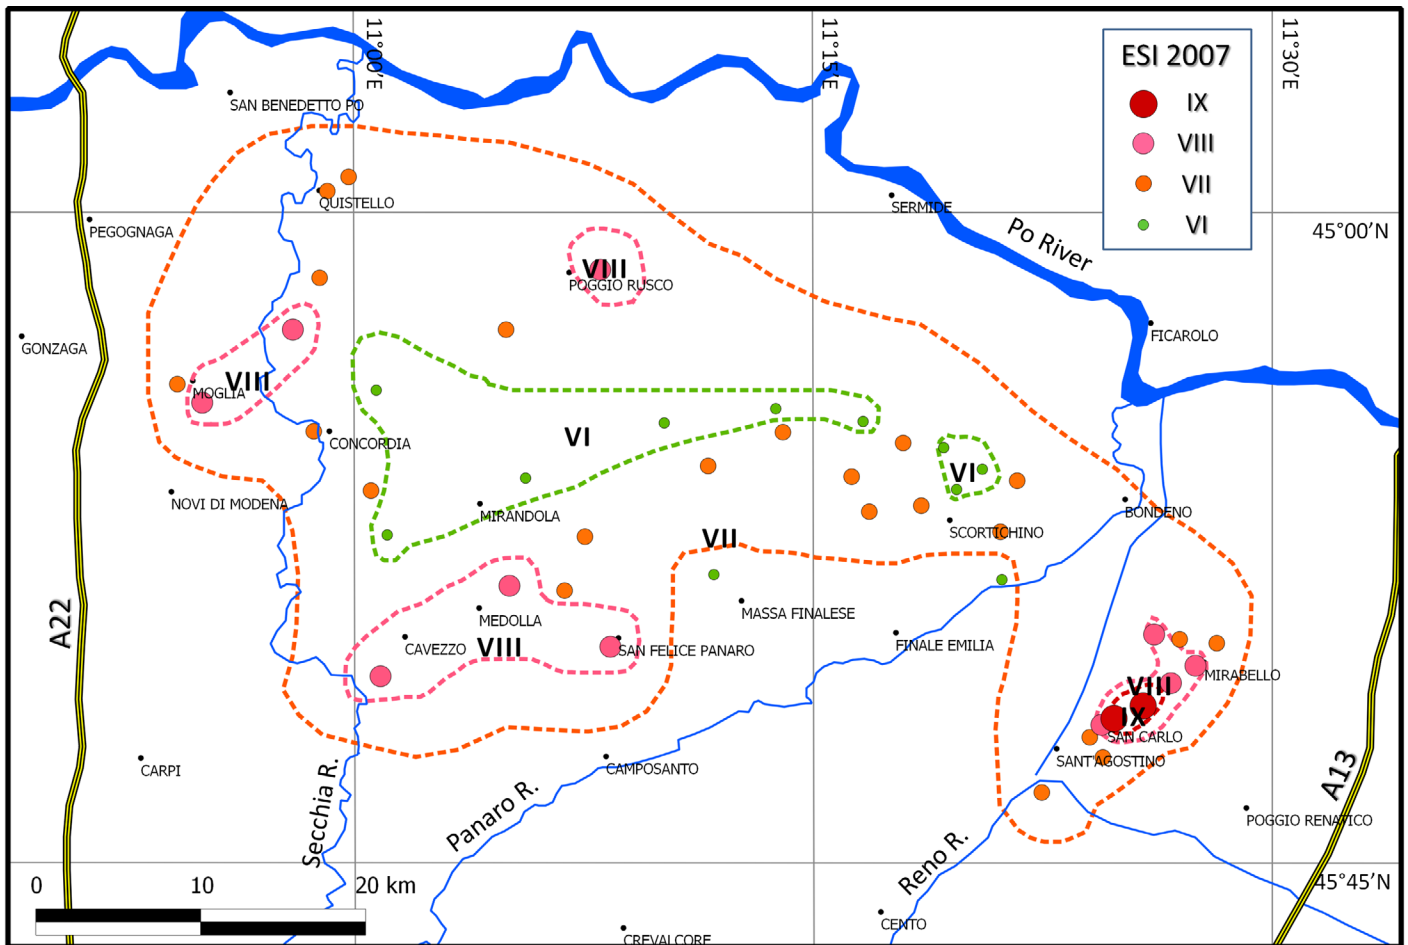 11°00'E
11°15'E
11°30'E
ESI 2007
IX
VIII
VII
VI
SAN BENEDETTO PO
QUISTELLO
SERMIDE
PEGOGNAGA
Po River
45°00'N
VIII
POGGIO RUSCO
FICAROLO
GONZAGA
VIII
MOGLIA
CONCORDIA
VI
VI
NOVI DI MODENA
MIRANDOLA
SCORTICHINO
BONDENO
VII
MEDOLLA
MASSA FINALESE
A22
CAVEZZO
VIII
SAN FELICE PANARO
FINALE EMILIA
MIRABELLO
VIII
IX
SAN CARLO
SANT'AGOSTINO
CARPI
CAMPOSANTO
A13
Secchia R.
Panaro R.
POGGIO RENATICO
Reno R.
0 10 20 km
45°45'N
CENTO
CREVALCORE